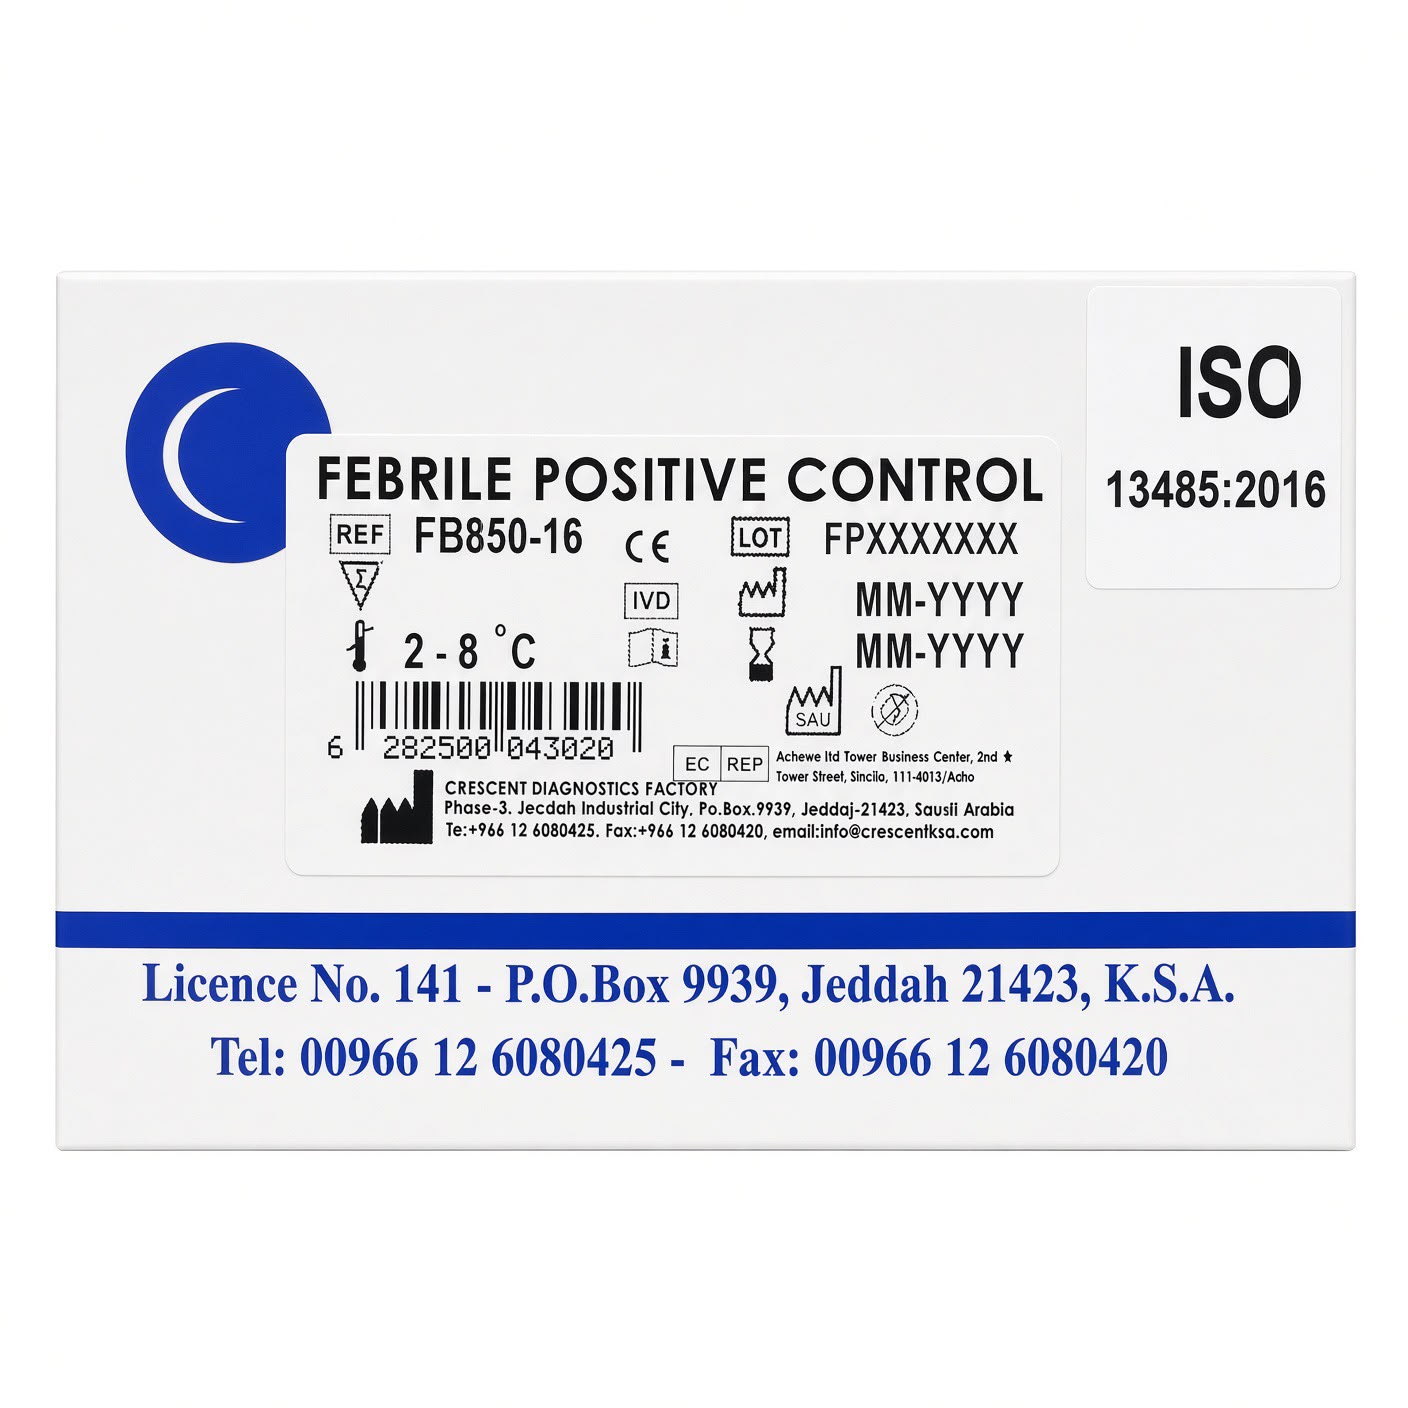 ISO
13485:2016
FEBRILE POSITIVE CONTROL
REF FB850-16 CE LOT FPXXXXXXX
Σ IVD MM-YYYY
2 - 8 °C i MM-YYYY
SAU
6 282500 043020
EC REP Achewe ltd Tower Business Center, 2nd
Tower Street, Sincilo, 111-4013/Acho
CRESCENT DIAGNOSTICS FACTORY
Phase-3. Jecdah Industrial City, Po.Box.9939, Jeddaj-21423, Sausii Arabia
Te:+966 12 6080425. Fax:+966 12 6080420, email:info@crescentksa.com
Licence No. 141 - P.O.Box 9939, Jeddah 21423, K.S.A.
Tel: 00966 12 6080425 - Fax: 00966 12 6080420